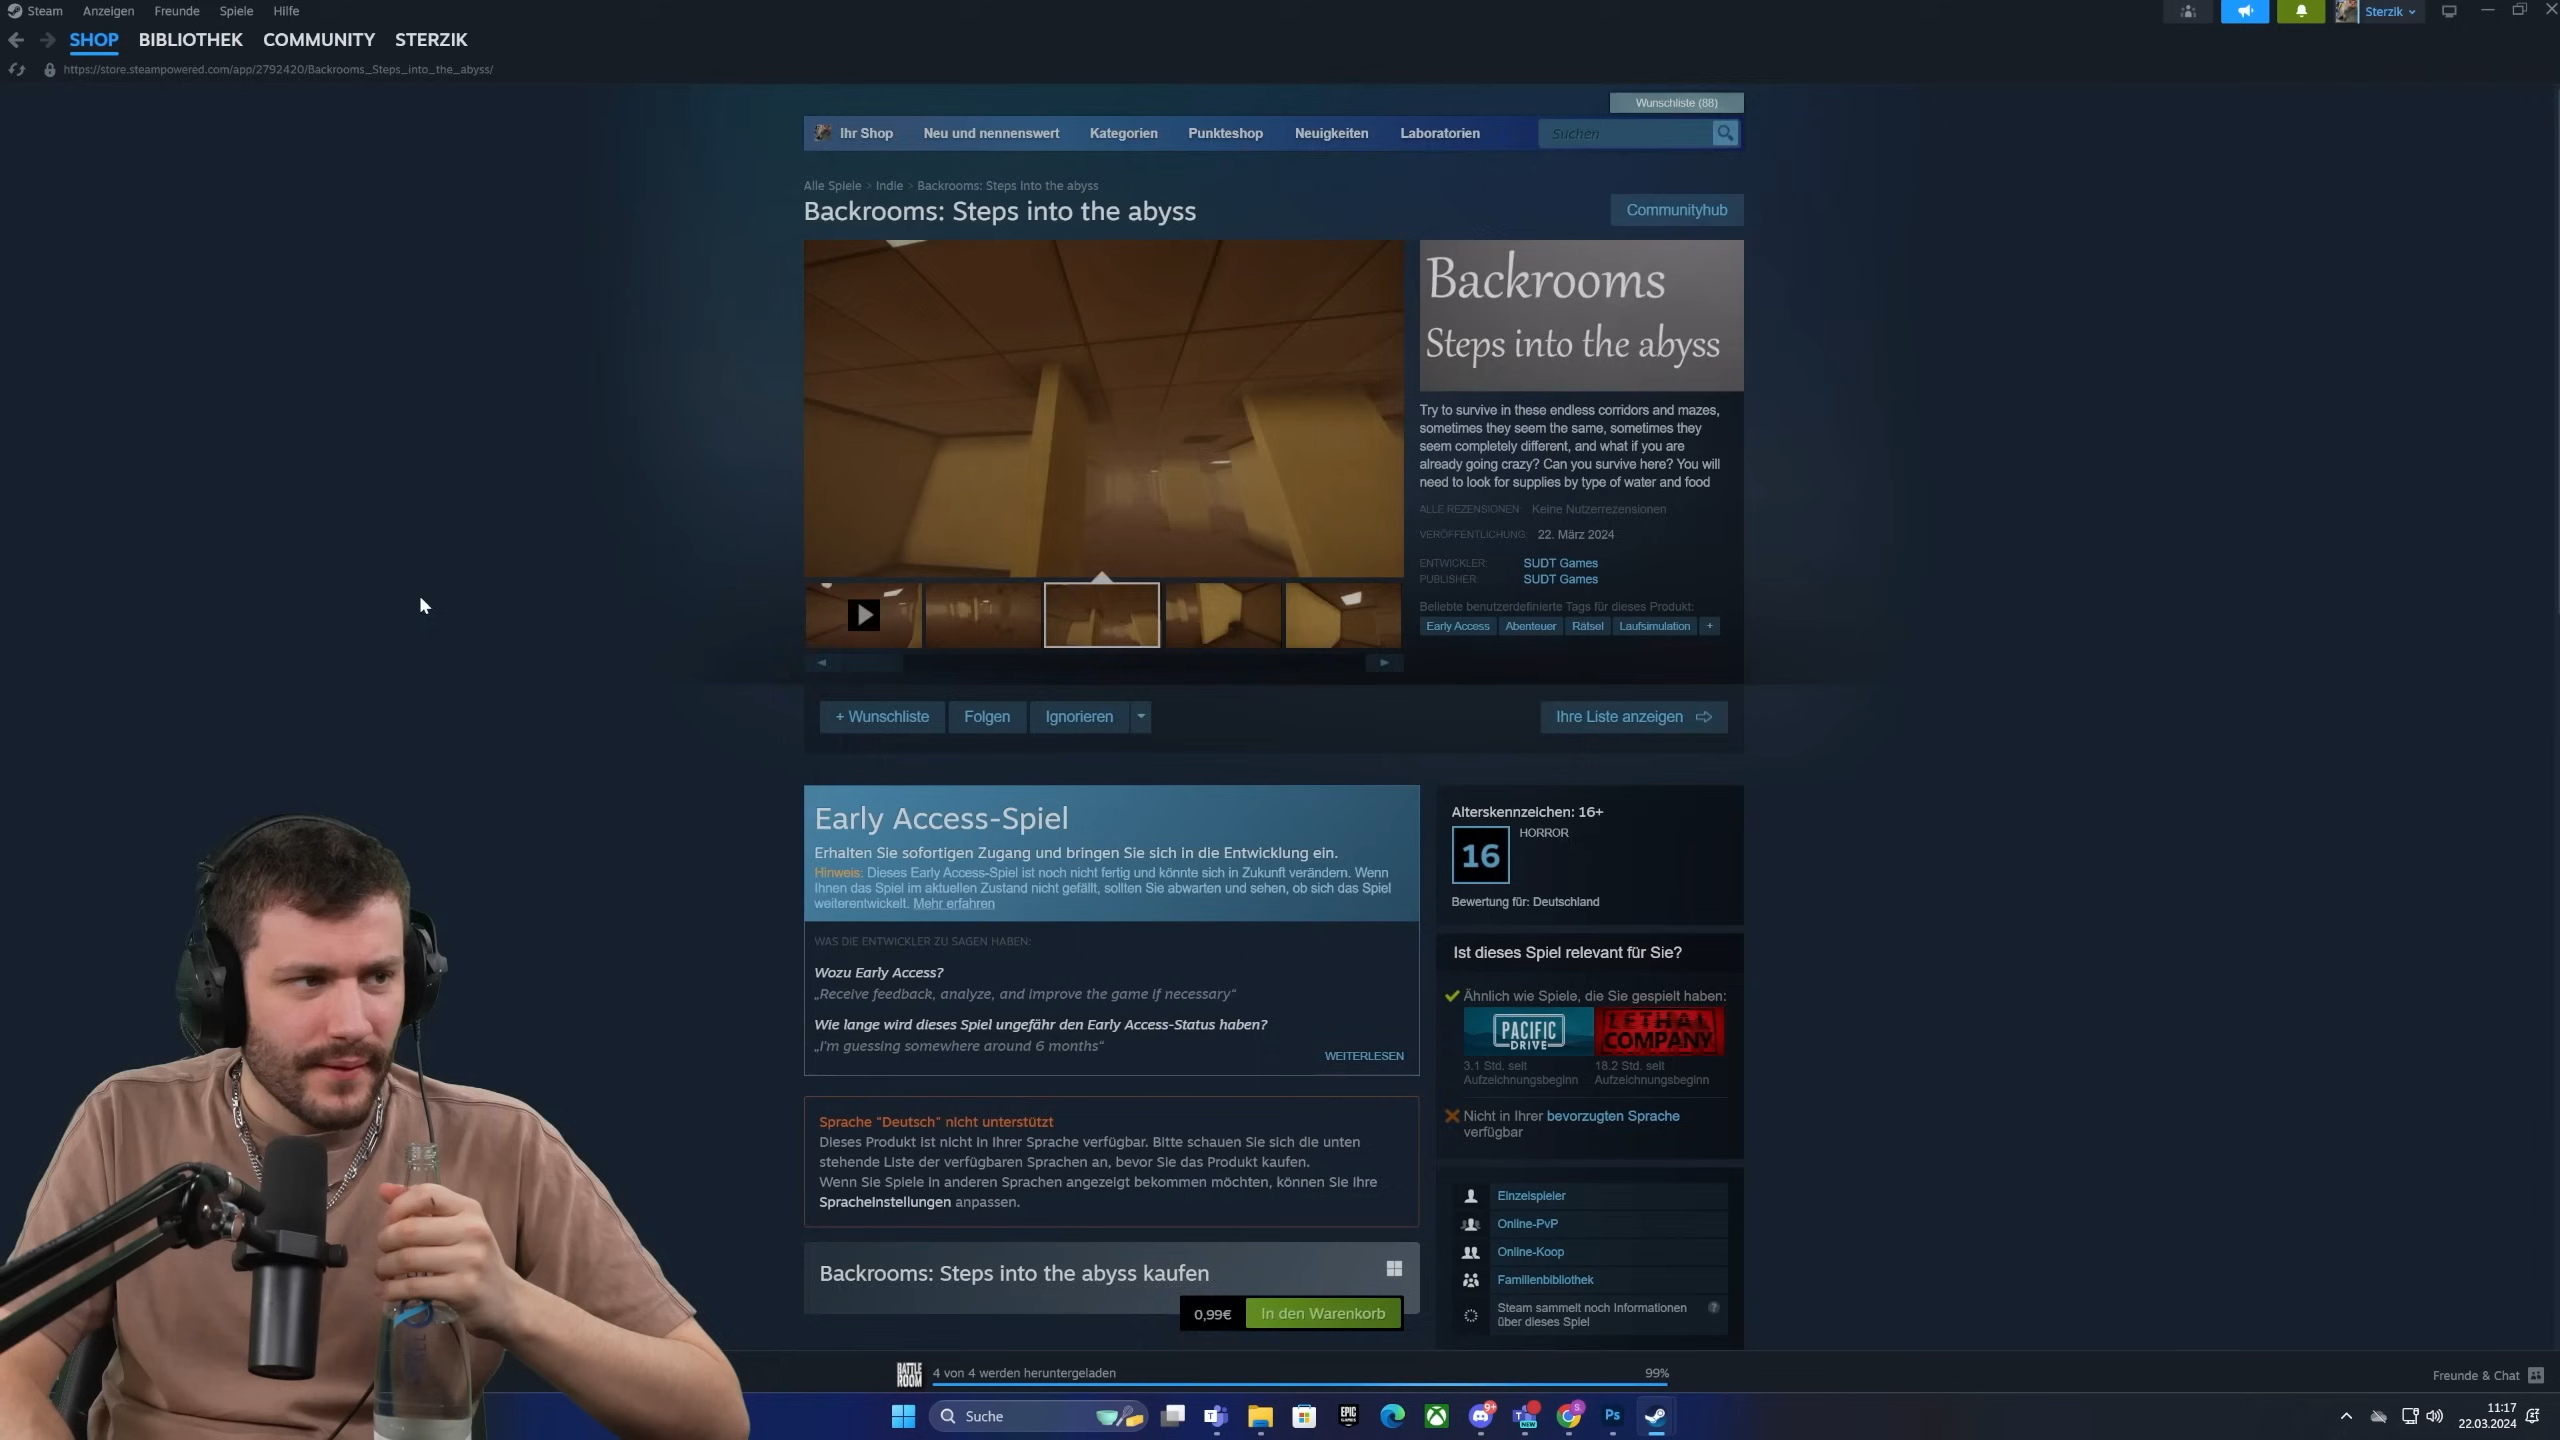 Steam Anzeigen Freunde Spiele Hilfe
Sterzik
SHOP BIBLIOTHEK COMMUNITY STERZIK
https://store.steampowered.com/app/2792420/Backrooms_Steps_into_the_abyss/
Wunschliste (88)
Ihr Shop Neu und nennenswert Kategorien Punkteshop Neuigkeiten Laboratorien Suchen
Alle Spiele > Indie > Backrooms: Steps into the abyss
Backrooms: Steps into the abyss
Communityhub
Backrooms
Steps into the abyss
Try to survive in these endless corridors and mazes,
sometimes they seem the same, sometimes they
seem completely different, and what if you are
already going crazy? Can you survive here? You will
need to look for supplies by type of water and food
ALLE REZENSIONEN: Keine Nutzerrezensionen
VERÖFFENTLICHUNG: 22. März 2024
ENTWICKLER: SUDT Games
PUBLISHER: SUDT Games
Beliebte benutzerdefinierte Tags für dieses Produkt:
Early Access Abenteuer Rätsel Laufsimulation +
+ Wunschliste Folgen Ignorieren
Ihre Liste anzeigen
Early Access-Spiel
Erhalten Sie sofortigen Zugang und bringen Sie sich in die Entwicklung ein.
Hinweis: Dieses Early Access-Spiel ist noch nicht fertig und könnte sich in Zukunft verändern. Wenn
Ihnen das Spiel im aktuellen Zustand nicht gefällt, sollten Sie abwarten und sehen, ob sich das Spiel
weiterentwickelt. Mehr erfahren
WAS DIE ENTWICKLER ZU SAGEN HABEN:
Wozu Early Access?
„Receive feedback, analyze, and improve the game if necessary“
Wie lange wird dieses Spiel ungefähr den Early Access-Status haben?
„I'm guessing somewhere around 6 months“
WEITERLESEN
Sprache "Deutsch" nicht unterstützt
Dieses Produkt ist nicht in Ihrer Sprache verfügbar. Bitte schauen Sie sich die unten
stehende Liste der verfügbaren Sprachen an, bevor Sie das Produkt kaufen.
Wenn Sie Spiele in anderen Sprachen angezeigt bekommen möchten, können Sie Ihre
Spracheinstellungen anpassen.
Backrooms: Steps into the abyss kaufen
0,99€ In den Warenkorb
Alterskennzeichen: 16+
16
HORROR
Bewertung für: Deutschland
Ist dieses Spiel relevant für Sie?
Ähnlich wie Spiele, die Sie gespielt haben:
PACIFIC
DRIVE
LETHAL
COMPANY
3.1 Std. seit
Aufzeichnungsbeginn
18.2 Std. seit
Aufzeichnungsbeginn
Nicht in Ihrer bevorzugten Sprache
verfügbar
Einzelspieler
Online-PvP
Online-Koop
Familienbibliothek
Steam sammelt noch Informationen
über dieses Spiel
?
BATTLE
ROOM
4 von 4 werden heruntergeladen
99%
Freunde & Chat
Suche
EPIC
GAMES
9+
NEW
S
Ps
11:17
22.03.2024